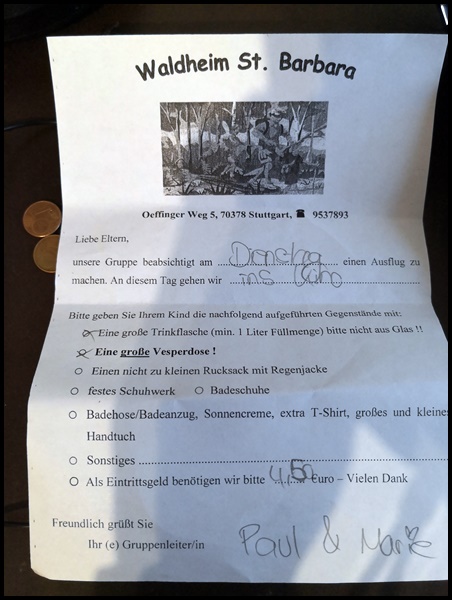 Waldheim St. Barbara
Oeffinger Weg 5, 70378 Stuttgart, ☎ 9537893
Liebe Eltern,
unsere Gruppe beabsichtigt am ............ einen Ausflug zu
machen. An diesem Tag gehen wir ins Kino
Bitte geben Sie Ihrem Kind die nachfolgend aufgeführten Gegenstände mit:
Eine große Trinkflasche (min. 1 Liter Füllmenge) bitte nicht aus Glas !!
Eine große Vesperdose !
Einen nicht zu kleinen Rucksack mit Regenjacke
festes Schuhwerk Badeschuhe
Badehose/Badeanzug, Sonnencreme, extra T-Shirt, großes und kleines
Handtuch
Sonstiges ............
Als Eintrittsgeld benötigen wir bitte 4,50 Euro – Vielen Dank
Freundlich grüßt Sie
Ihr (e) Gruppenleiter/in Paul & Marie